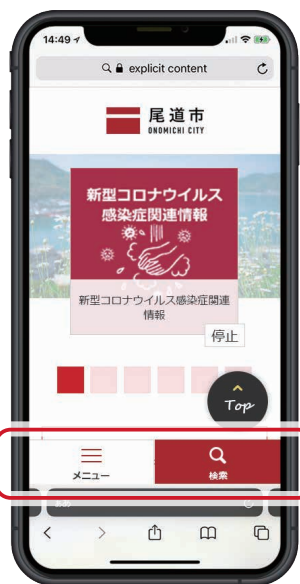 14:49
explicit content
尾道市
ONOMICHI CITY
新型コロナウイルス
感染症関連情報
新型コロナウイルス感染症関連
情報
停止
Top
メニュー
検索